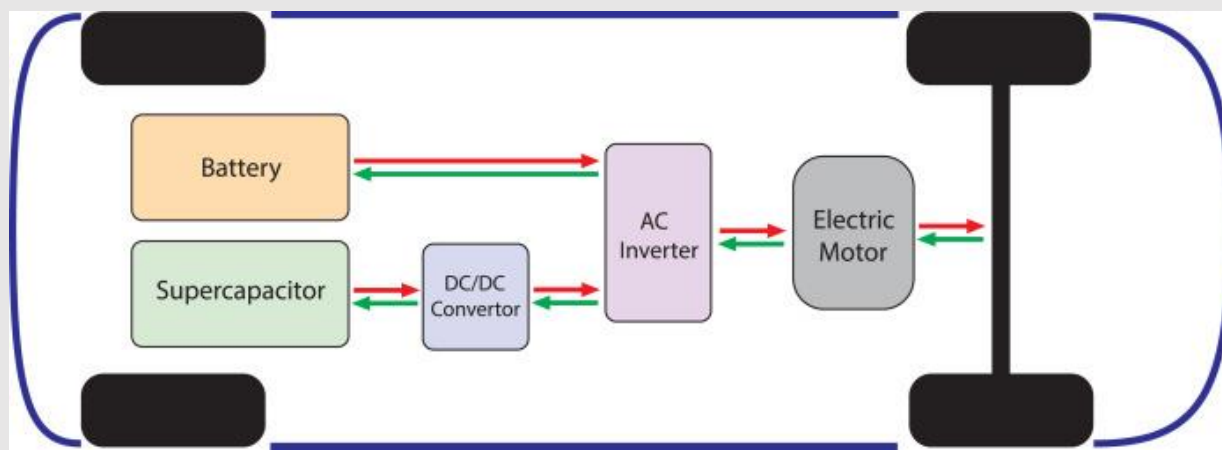 Battery
Supercapacitor
DC/DC
Convertor
AC
Inverter
Electric
Motor